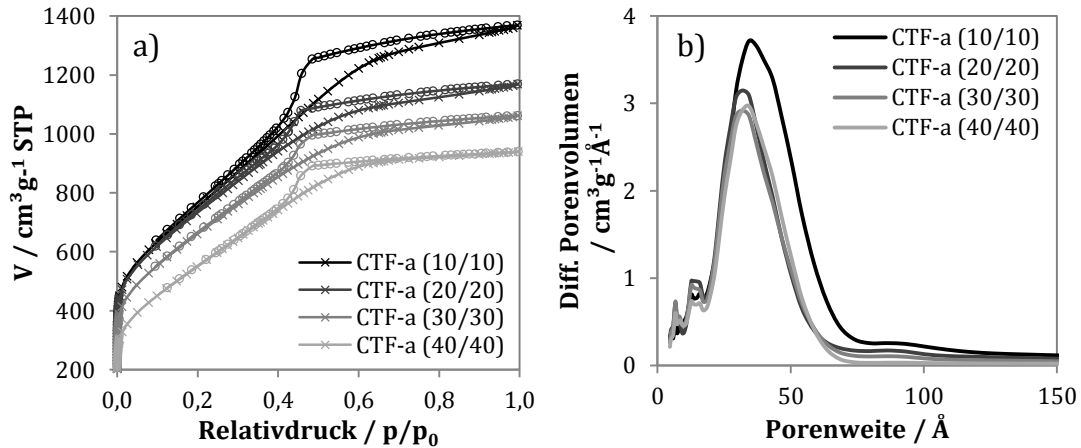 a)
1400
1200
1000
800
600
400
200
V / cm³g-¹ STP
CTF-a (10/10)
CTF-a (20/20)
CTF-a (30/30)
CTF-a (40/40)
0,0 0,2 0,4 0,6 0,8 1,0
Relativdruck / p/p₀
b)
4
3
2
1
0
Diff. Porenvolumen
/ cm³g-¹Å-¹
CTF-a (10/10)
CTF-a (20/20)
CTF-a (30/30)
CTF-a (40/40)
0 50 100 150
Porenweite / Å